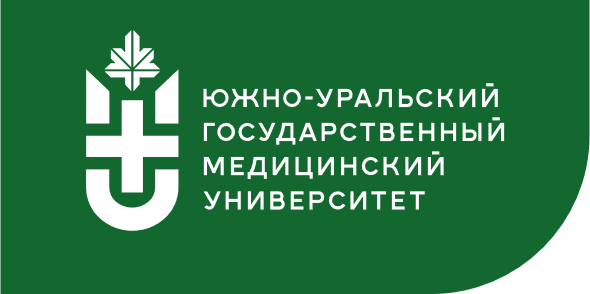 ЮЖНО-УРАЛЬСКИЙ
ГОСУДАРСТВЕННЫЙ
МЕДИЦИНСКИЙ
УНИВЕРСИТЕТ